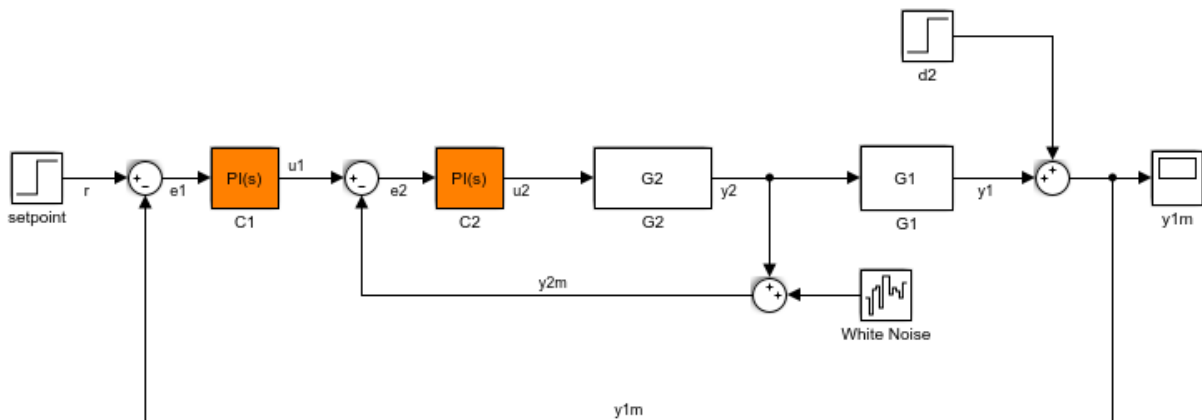 d2
setpoint
r
e1
PI(s)
C1
u1
e2
PI(s)
C2
u2
G2
G2
y2
G1
G1
y1
y1m
y2m
White Noise
y1m